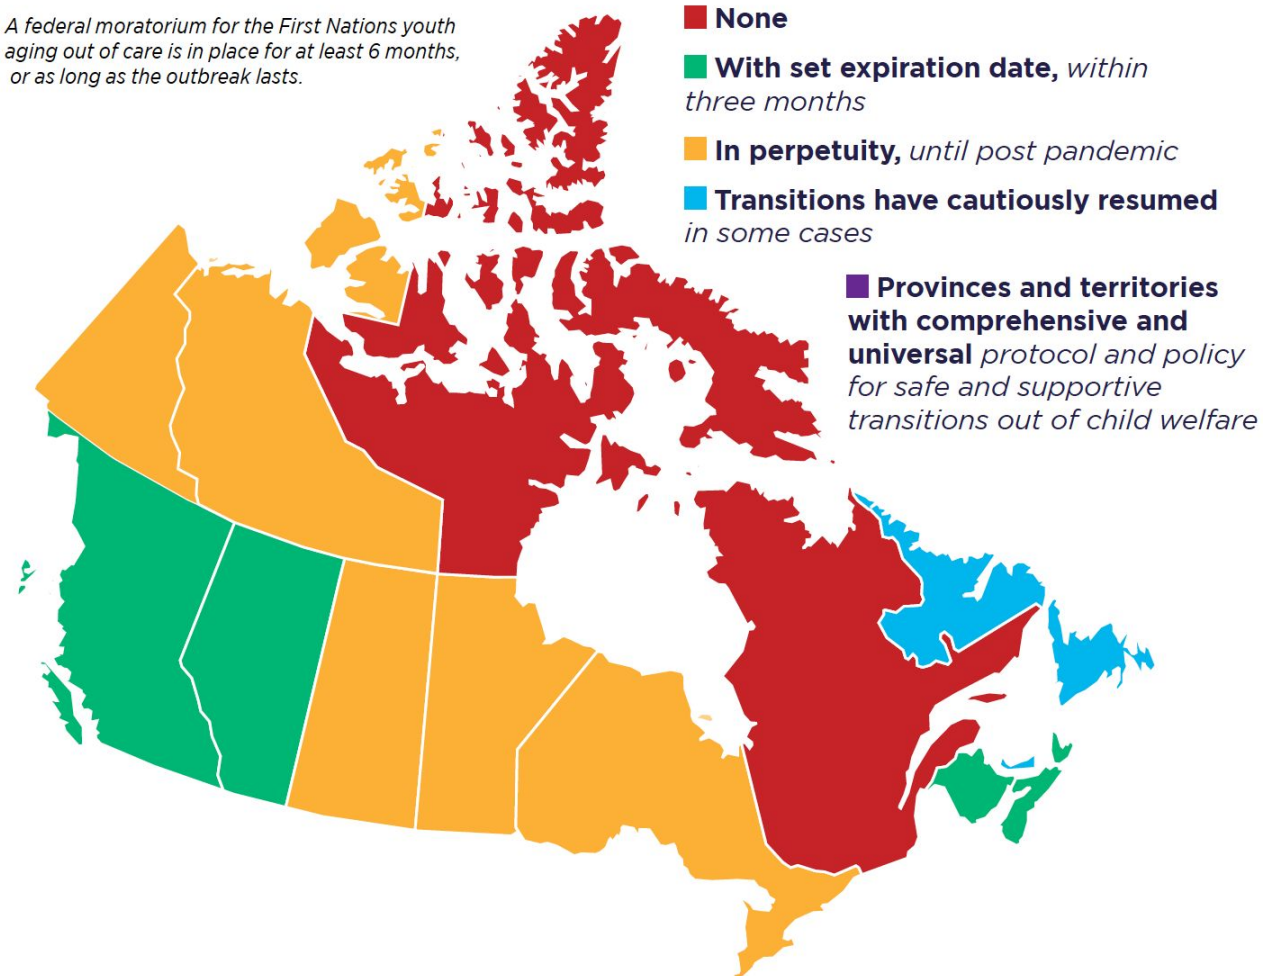 A federal moratorium for the First Nations youth
aging out of care is in place for at least 6 months,
or as long as the outbreak lasts.
None
With set expiration date, within
three months
In perpetuity, until post pandemic
Transitions have cautiously resumed
in some cases
Provinces and territories
with comprehensive and
universal protocol and policy
for safe and supportive
transitions out of child welfare